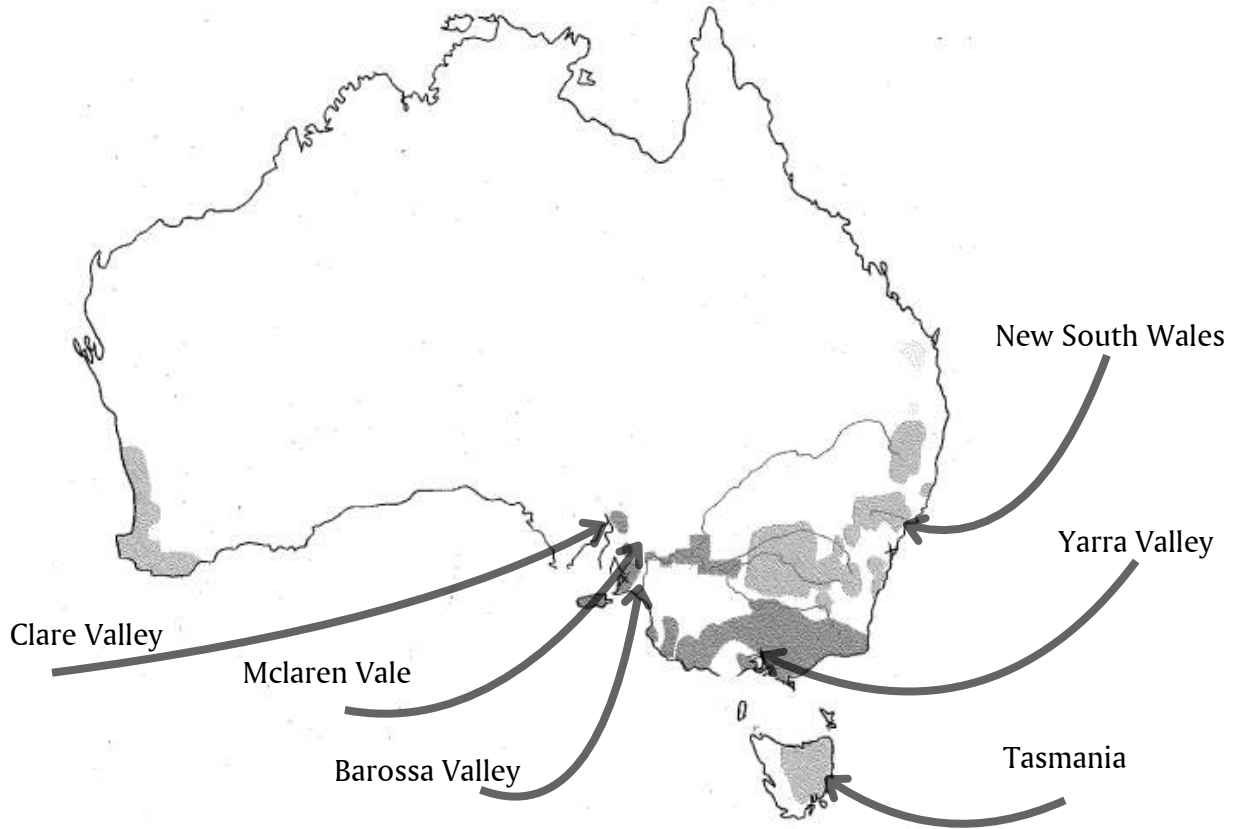 New South Wales
Yarra Valley
Clare Valley
Mclaren Vale
Barossa Valley
Tasmania